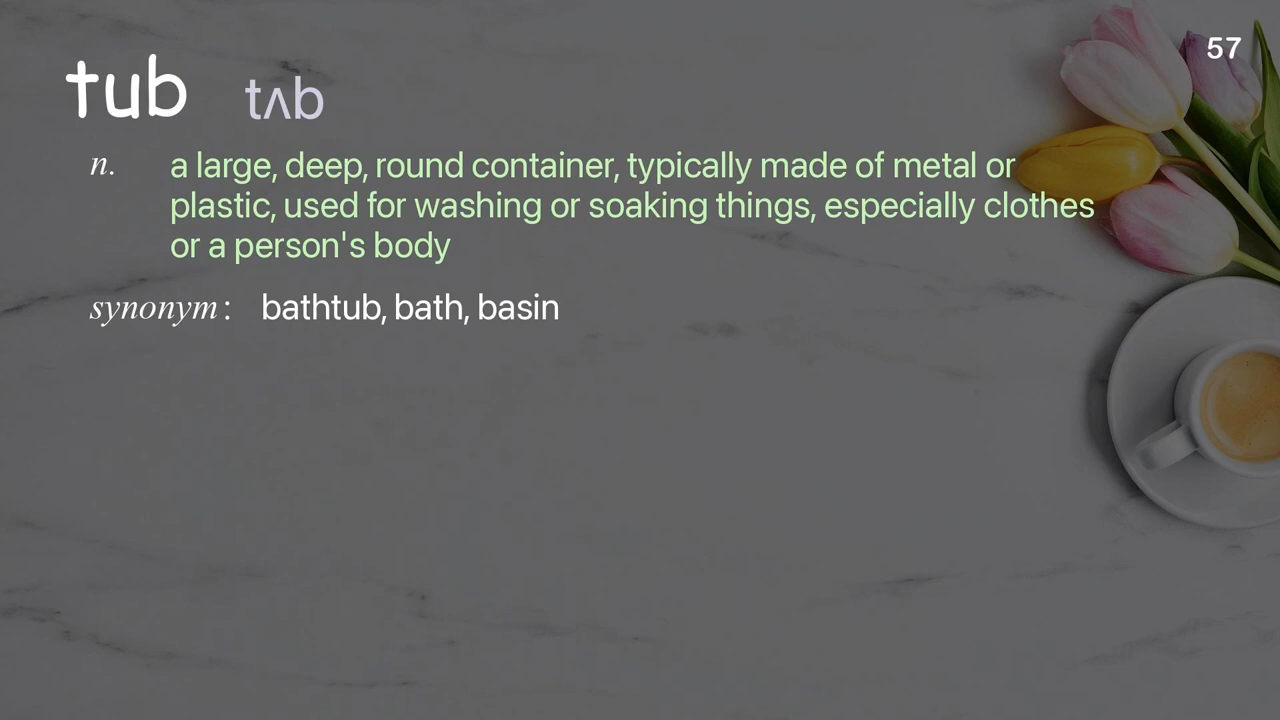 57
tub tʌb
n. a large, deep, round container, typically made of metal or
plastic, used for washing or soaking things, especially clothes
or a person's body
synonym: bathtub, bath, basin